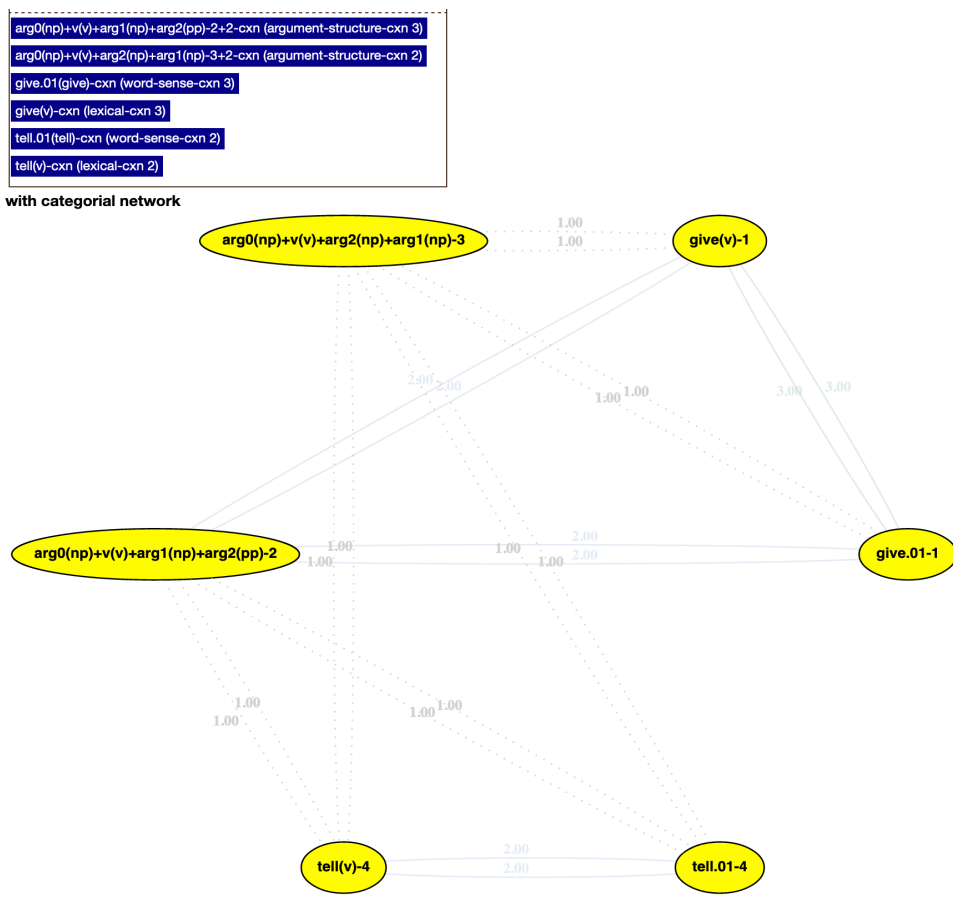 arg0(np)+v(v)+arg1(np)+arg2(pp)-2+2-cxn (argument-structure-cxn 3)
arg0(np)+v(v)+arg2(np)+arg1(np)-3+2-cxn (argument-structure-cxn 2)
give.01(give)-cxn (word-sense-cxn 3)
give(v)-cxn (lexical-cxn 3)
tell.01(tell)-cxn (word-sense-cxn 2)
tell(v)-cxn (lexical-cxn 2)
with categorial network
1.00
arg0(np)+v(v)+arg2(np)+arg1(np)-3
1.00
give(v)-1
2.00
2.00
1.00
1.00
3.00
3.00
2.00
arg0(np)+v(v)+arg1(np)+arg2(pp)-2
2.00
give.01-1
1.00
1.00
1.00
1.00
1.00
1.00
1.00
1.00
2.00
tell(v)-4
2.00
tell.01-4